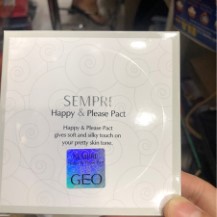 SEMPRE
Happy & Please Pact
Happy & Please Pact
gives soft and silky touch on
your pretty skin tone.
GEO